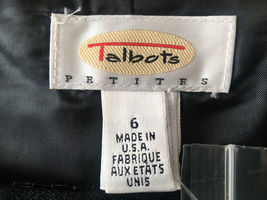 Talbots
PETITES
6
MADE IN
U.S.A.
FABRIQUE
AUX ETATS
UNIS